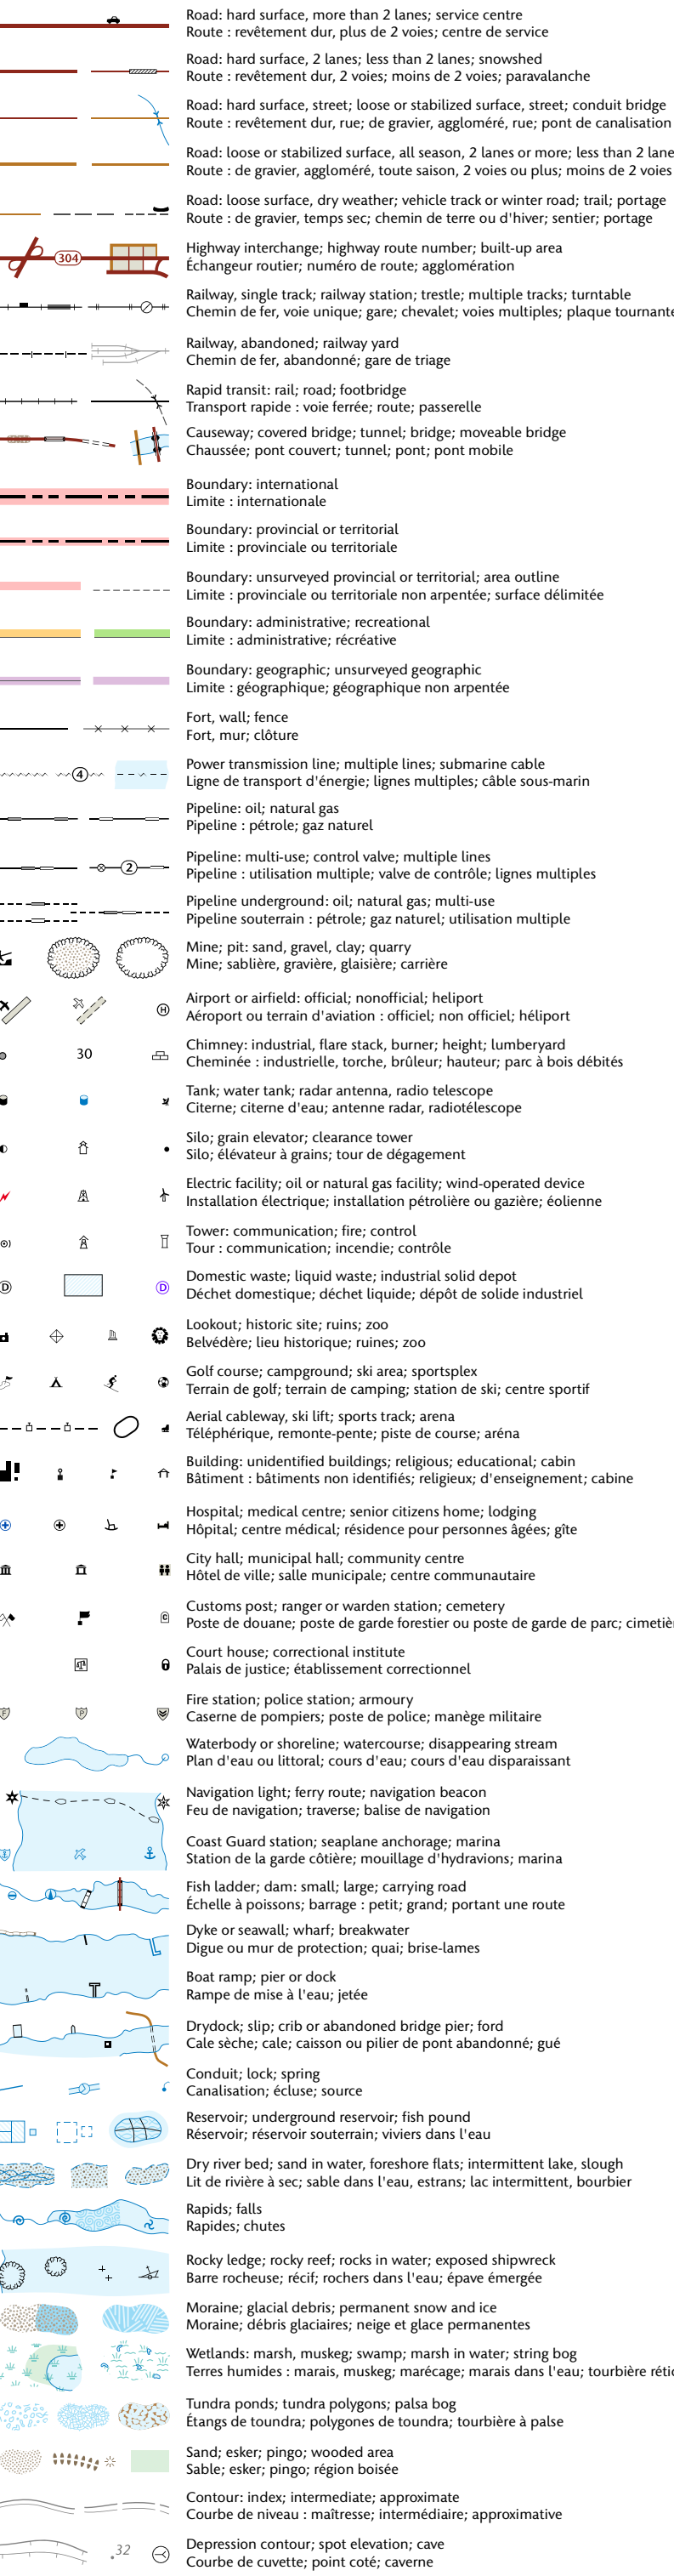 Road: hard surface, more than 2 lanes; service centre
Route : revêtement dur, plus de 2 voies; centre de service
Road: hard surface, 2 lanes; less than 2 lanes; snowshed
Route : revêtement dur, 2 voies; moins de 2 voies; paravalanche
Road: hard surface, street; loose or stabilized surface, street; conduit bridge
Route : revêtement dur, rue; de gravier, aggloméré, rue; pont de canalisation
Road: loose or stabilized surface, all season, 2 lanes or more; less than 2 lane
Route : de gravier, aggloméré, toute saison, 2 voies ou plus; moins de 2 voies
Road: loose surface, dry weather; vehicle track or winter road; trail; portage
Route : de gravier, temps sec; chemin de terre ou d'hiver; sentier; portage
304
Highway interchange; highway route number; built-up area
Échangeur routier; numéro de route; agglomération
Railway, single track; railway station; trestle; multiple tracks; turntable
Chemin de fer, voie unique; gare; chevalet; voies multiples; plaque tournante
Railway, abandoned; railway yard
Chemin de fer, abandonné; gare de triage
Rapid transit: rail; road; footbridge
Transport rapide : voie ferrée; route; passerelle
Causeway; covered bridge; tunnel; bridge; moveable bridge
Chaussée; pont couvert; tunnel; pont; pont mobile
Boundary: international
Limite : internationale
Boundary: provincial or territorial
Limite : provinciale ou territoriale
Boundary: unsurveyed provincial or territorial; area outline
Limite : provinciale ou territoriale non arpentée; surface délimitée
Boundary: administrative; recreational
Limite : administrative; récréative
Boundary: geographic; unsurveyed geographic
Limite : géographique; géographique non arpentée
Fort, wall; fence
Fort, mur; clôture
4
Power transmission line; multiple lines; submarine cable
Ligne de transport d'énergie; lignes multiples; câble sous-marin
Pipeline: oil; natural gas
Pipeline : pétrole; gaz naturel
2
Pipeline: multi-use; control valve; multiple lines
Pipeline : utilisation multiple; valve de contrôle; lignes multiples
Pipeline underground: oil; natural gas; multi-use
Pipeline souterrain : pétrole; gaz naturel; utilisation multiple
Mine; pit: sand, gravel, clay; quarry
Mine; sablière, gravière, glaisière; carrière
H
Airport or airfield: official; nonofficial; heliport
Aéroport ou terrain d'aviation : officiel; non officiel; héliport
30
Chimney: industrial, flare stack, burner; height; lumberyard
Cheminée : industrielle, torche, brûleur; hauteur; parc à bois débités
Tank; water tank; radar antenna, radio telescope
Citerne; citerne d'eau; antenne radar, radiotélescope
Silo; grain elevator; clearance tower
Silo; élévateur à grains; tour de dégagement
Electric facility; oil or natural gas facility; wind-operated device
Installation électrique; installation pétrolière ou gazière; éolienne
Tower: communication; fire; control
Tour : communication; incendie; contrôle
D D
Domestic waste; liquid waste; industrial solid depot
Déchet domestique; déchet liquide; dépôt de solide industriel
Lookout; historic site; ruins; zoo
Belvédère; lieu historique; ruines; zoo
Golf course; campground; ski area; sportsplex
Terrain de golf; terrain de camping; station de ski; centre sportif
Aerial cableway, ski lift; sports track; arena
Téléphérique, remonte-pente; piste de course; aréna
Building: unidentified buildings; religious; educational; cabin
Bâtiment : bâtiments non identifiés; religieux; d'enseignement; cabine
Hospital; medical centre; senior citizens home; lodging
Hôpital; centre médical; résidence pour personnes âgées; gîte
City hall; municipal hall; community centre
Hôtel de ville; salle municipale; centre communautaire
C
Customs post; ranger or warden station; cemetery
Poste de douane; poste de garde forestier ou poste de garde de parc; cimetiè
Court house; correctional institute
Palais de justice; établissement correctionnel
F P
Fire station; police station; armoury
Caserne de pompiers; poste de police; manège militaire
Waterbody or shoreline; watercourse; disappearing stream
Plan d'eau ou littoral; cours d'eau; cours d'eau disparaissant
Navigation light; ferry route; navigation beacon
Feu de navigation; traverse; balise de navigation
Coast Guard station; seaplane anchorage; marina
Station de la garde côtière; mouillage d'hydravions; marina
Fish ladder; dam: small; large; carrying road
Échelle à poissons; barrage : petit; grand; portant une route
Dyke or seawall; wharf; breakwater
Digue ou mur de protection; quai; brise-lames
Boat ramp; pier or dock
Rampe de mise à l'eau; jetée
Drydock; slip; crib or abandoned bridge pier; ford
Cale sèche; cale; caisson ou pilier de pont abandonné; gué
Conduit; lock; spring
Canalisation; écluse; source
Reservoir; underground reservoir; fish pound
Réservoir; réservoir souterrain; viviers dans l'eau
Dry river bed; sand in water, foreshore flats; intermittent lake, slough
Lit de rivière à sec; sable dans l'eau, estrans; lac intermittent, bourbier
Rapids; falls
Rapides; chutes
Rocky ledge; rocky reef; rocks in water; exposed shipwreck
Barre rocheuse; récif; rochers dans l'eau; épave émergée
Moraine; glacial debris; permanent snow and ice
Moraine; débris glaciaires; neige et glace permanentes
Wetlands: marsh, muskeg; swamp; marsh in water; string bog
Terres humides : marais, muskeg; marécage; marais dans l'eau; tourbière rétic
Tundra ponds; tundra polygons; palsa bog
Étangs de toundra; polygones de toundra; tourbière à palse
Sand; esker; pingo; wooded area
Sable; esker; pingo; région boisée
Contour: index; intermediate; approximate
Courbe de niveau : maîtresse; intermédiaire; approximative
.32
Depression contour; spot elevation; cave
Courbe de cuvette; point coté; caverne